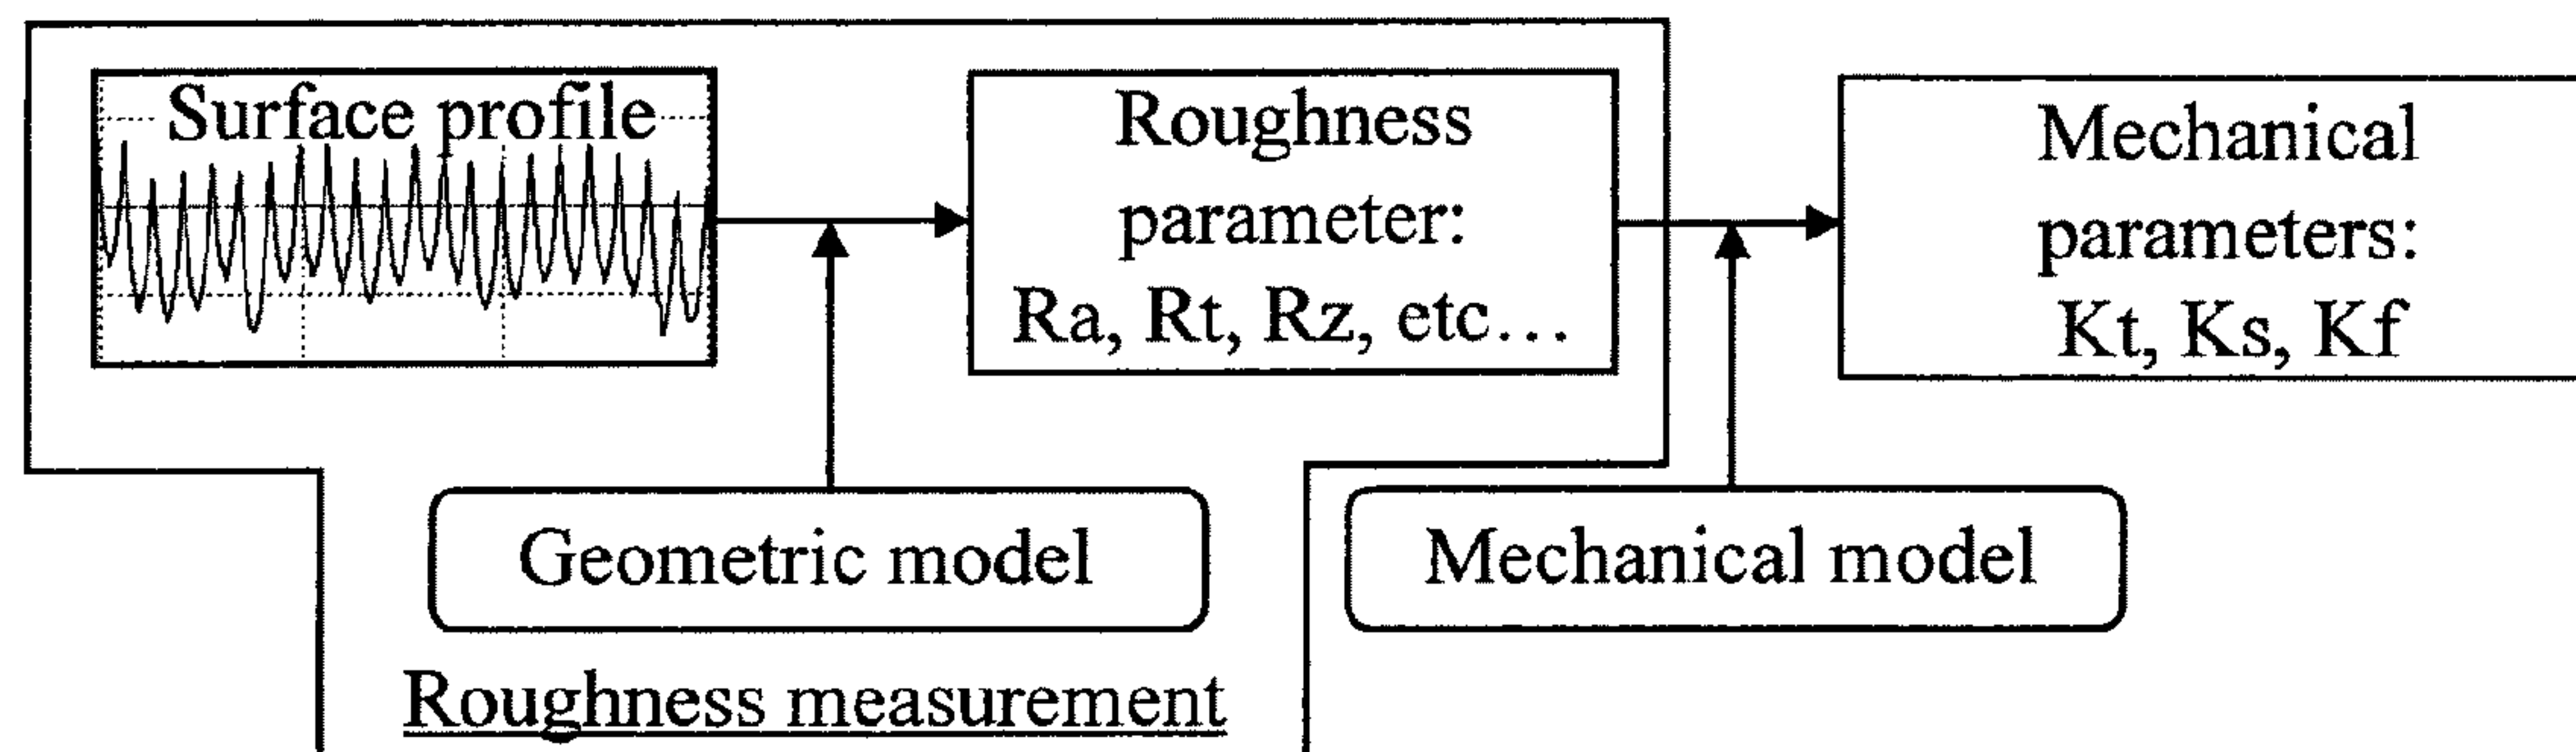 Surface profile
Roughness
parameter:
Ra, Rt, Rz, etc…
Mechanical
parameters:
Kt, Ks, Kf
Geometric model
Mechanical model
Roughness measurement